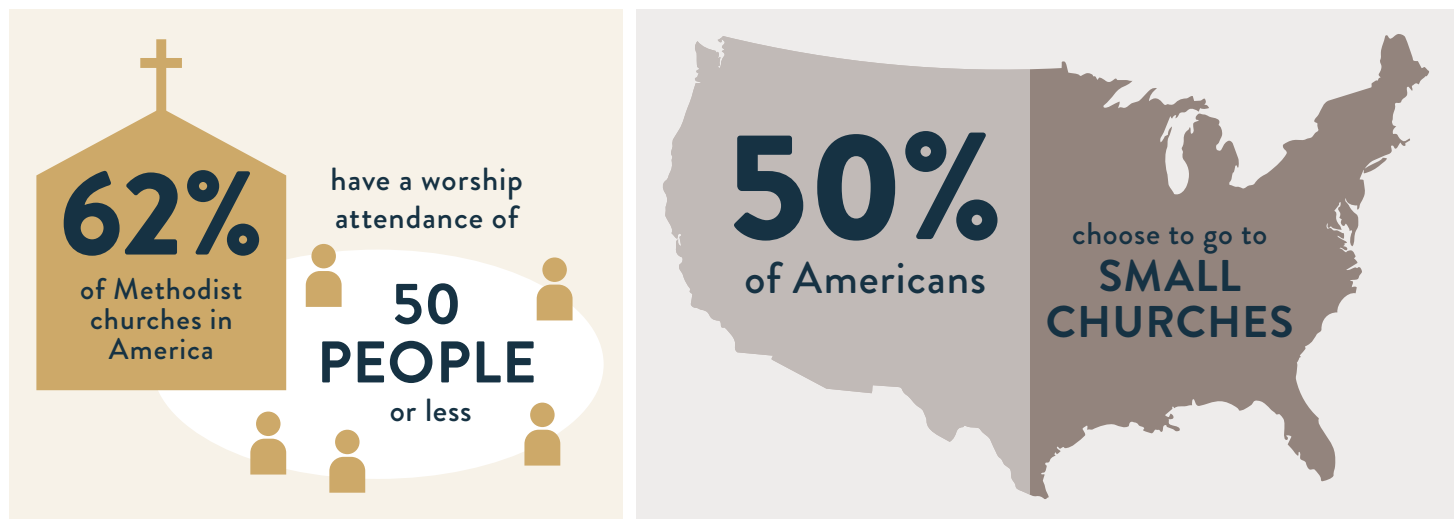 62%
of Methodist
churches in
America
have a worship
attendance of
50
PEOPLE
or less
50%
of Americans
choose to go to
SMALL
CHURCHES